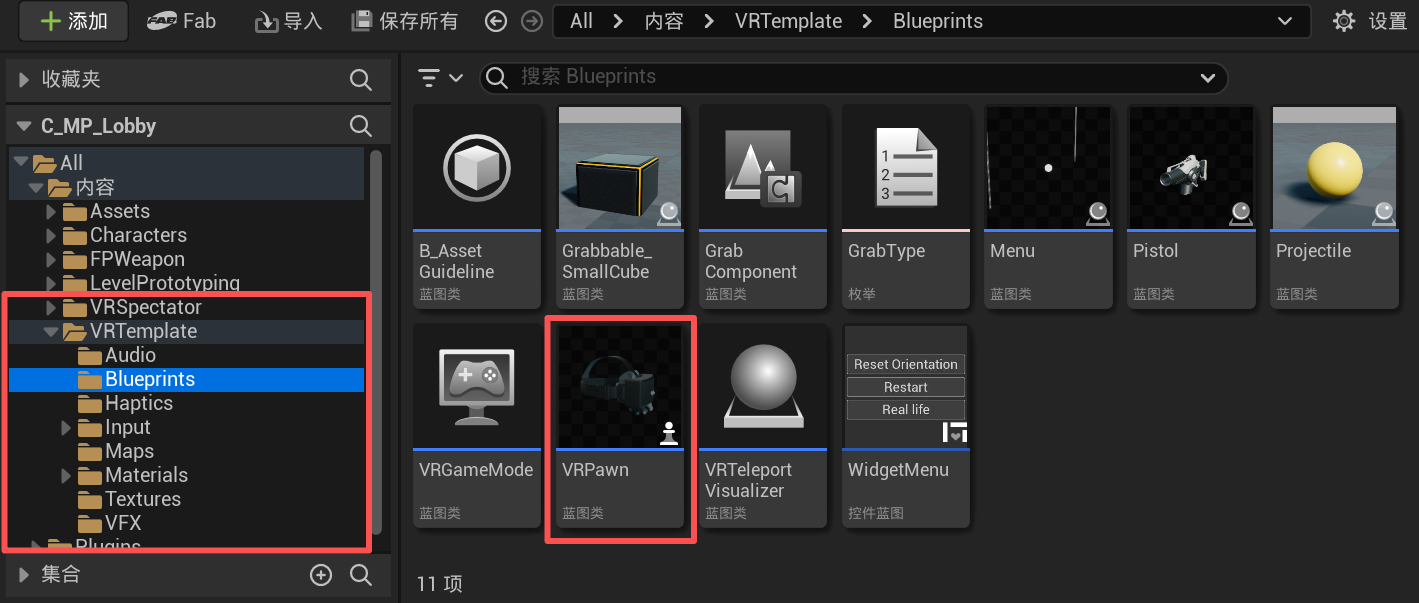 添加
Fab
导入
保存所有
All
内容
VRTemplate
Blueprints
设置
收藏夹
C_MP_Lobby
All
内容
Assets
Characters
FPWeapon
LevelPrototyping
VRSpectator
VRTemplate
Audio
Blueprints
Haptics
Input
Maps
Materials
Textures
VFX
Plugins
集合
搜索 Blueprints
B_Asset
Guideline
蓝图类
Grabbable_
SmallCube
蓝图类
Grab
Component
蓝图类
1
2
3
GrabType
枚举
Menu
蓝图类
Pistol
蓝图类
Projectile
蓝图类
VRGameMode
蓝图类
VRPawn
蓝图类
VRTeleport
Visualizer
蓝图类
Reset Orientation
Restart
Real life
WidgetMenu
控件蓝图
11 项